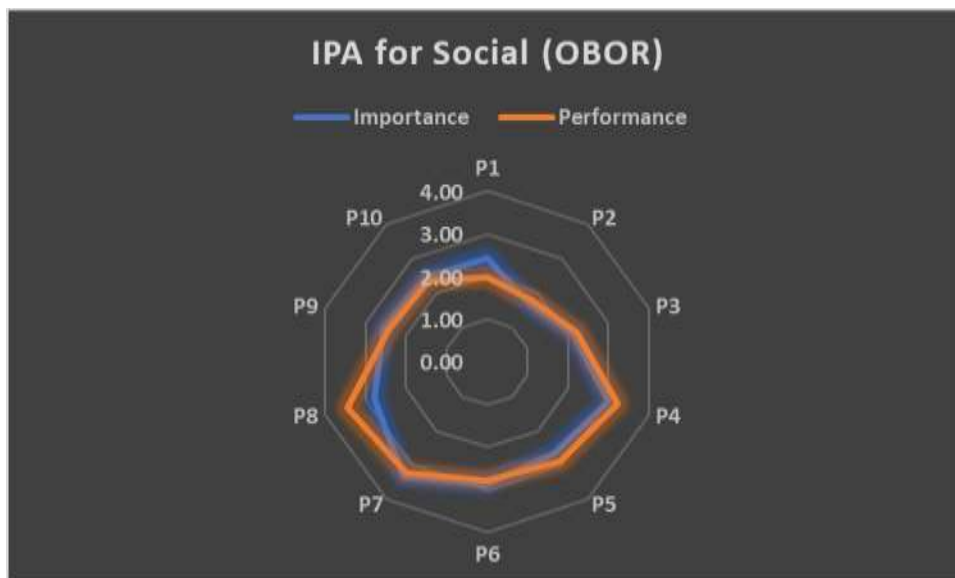 IPA for Social (OBOR)
Importance Performance
P1
4.00
P10
P2
3.00
2.00
P9
P3
1.00
0.00
P8
P4
P7
P5
P6